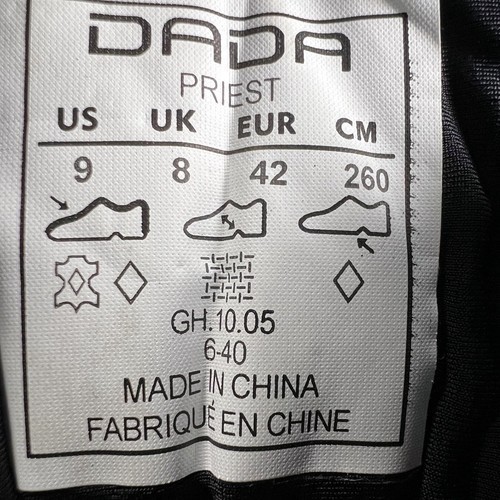 DADA
PRIEST
US UK EUR CM
9 8 42 260
GH.10.05
6-40
MADE IN CHINA
FABRIQUÉ EN CHINE